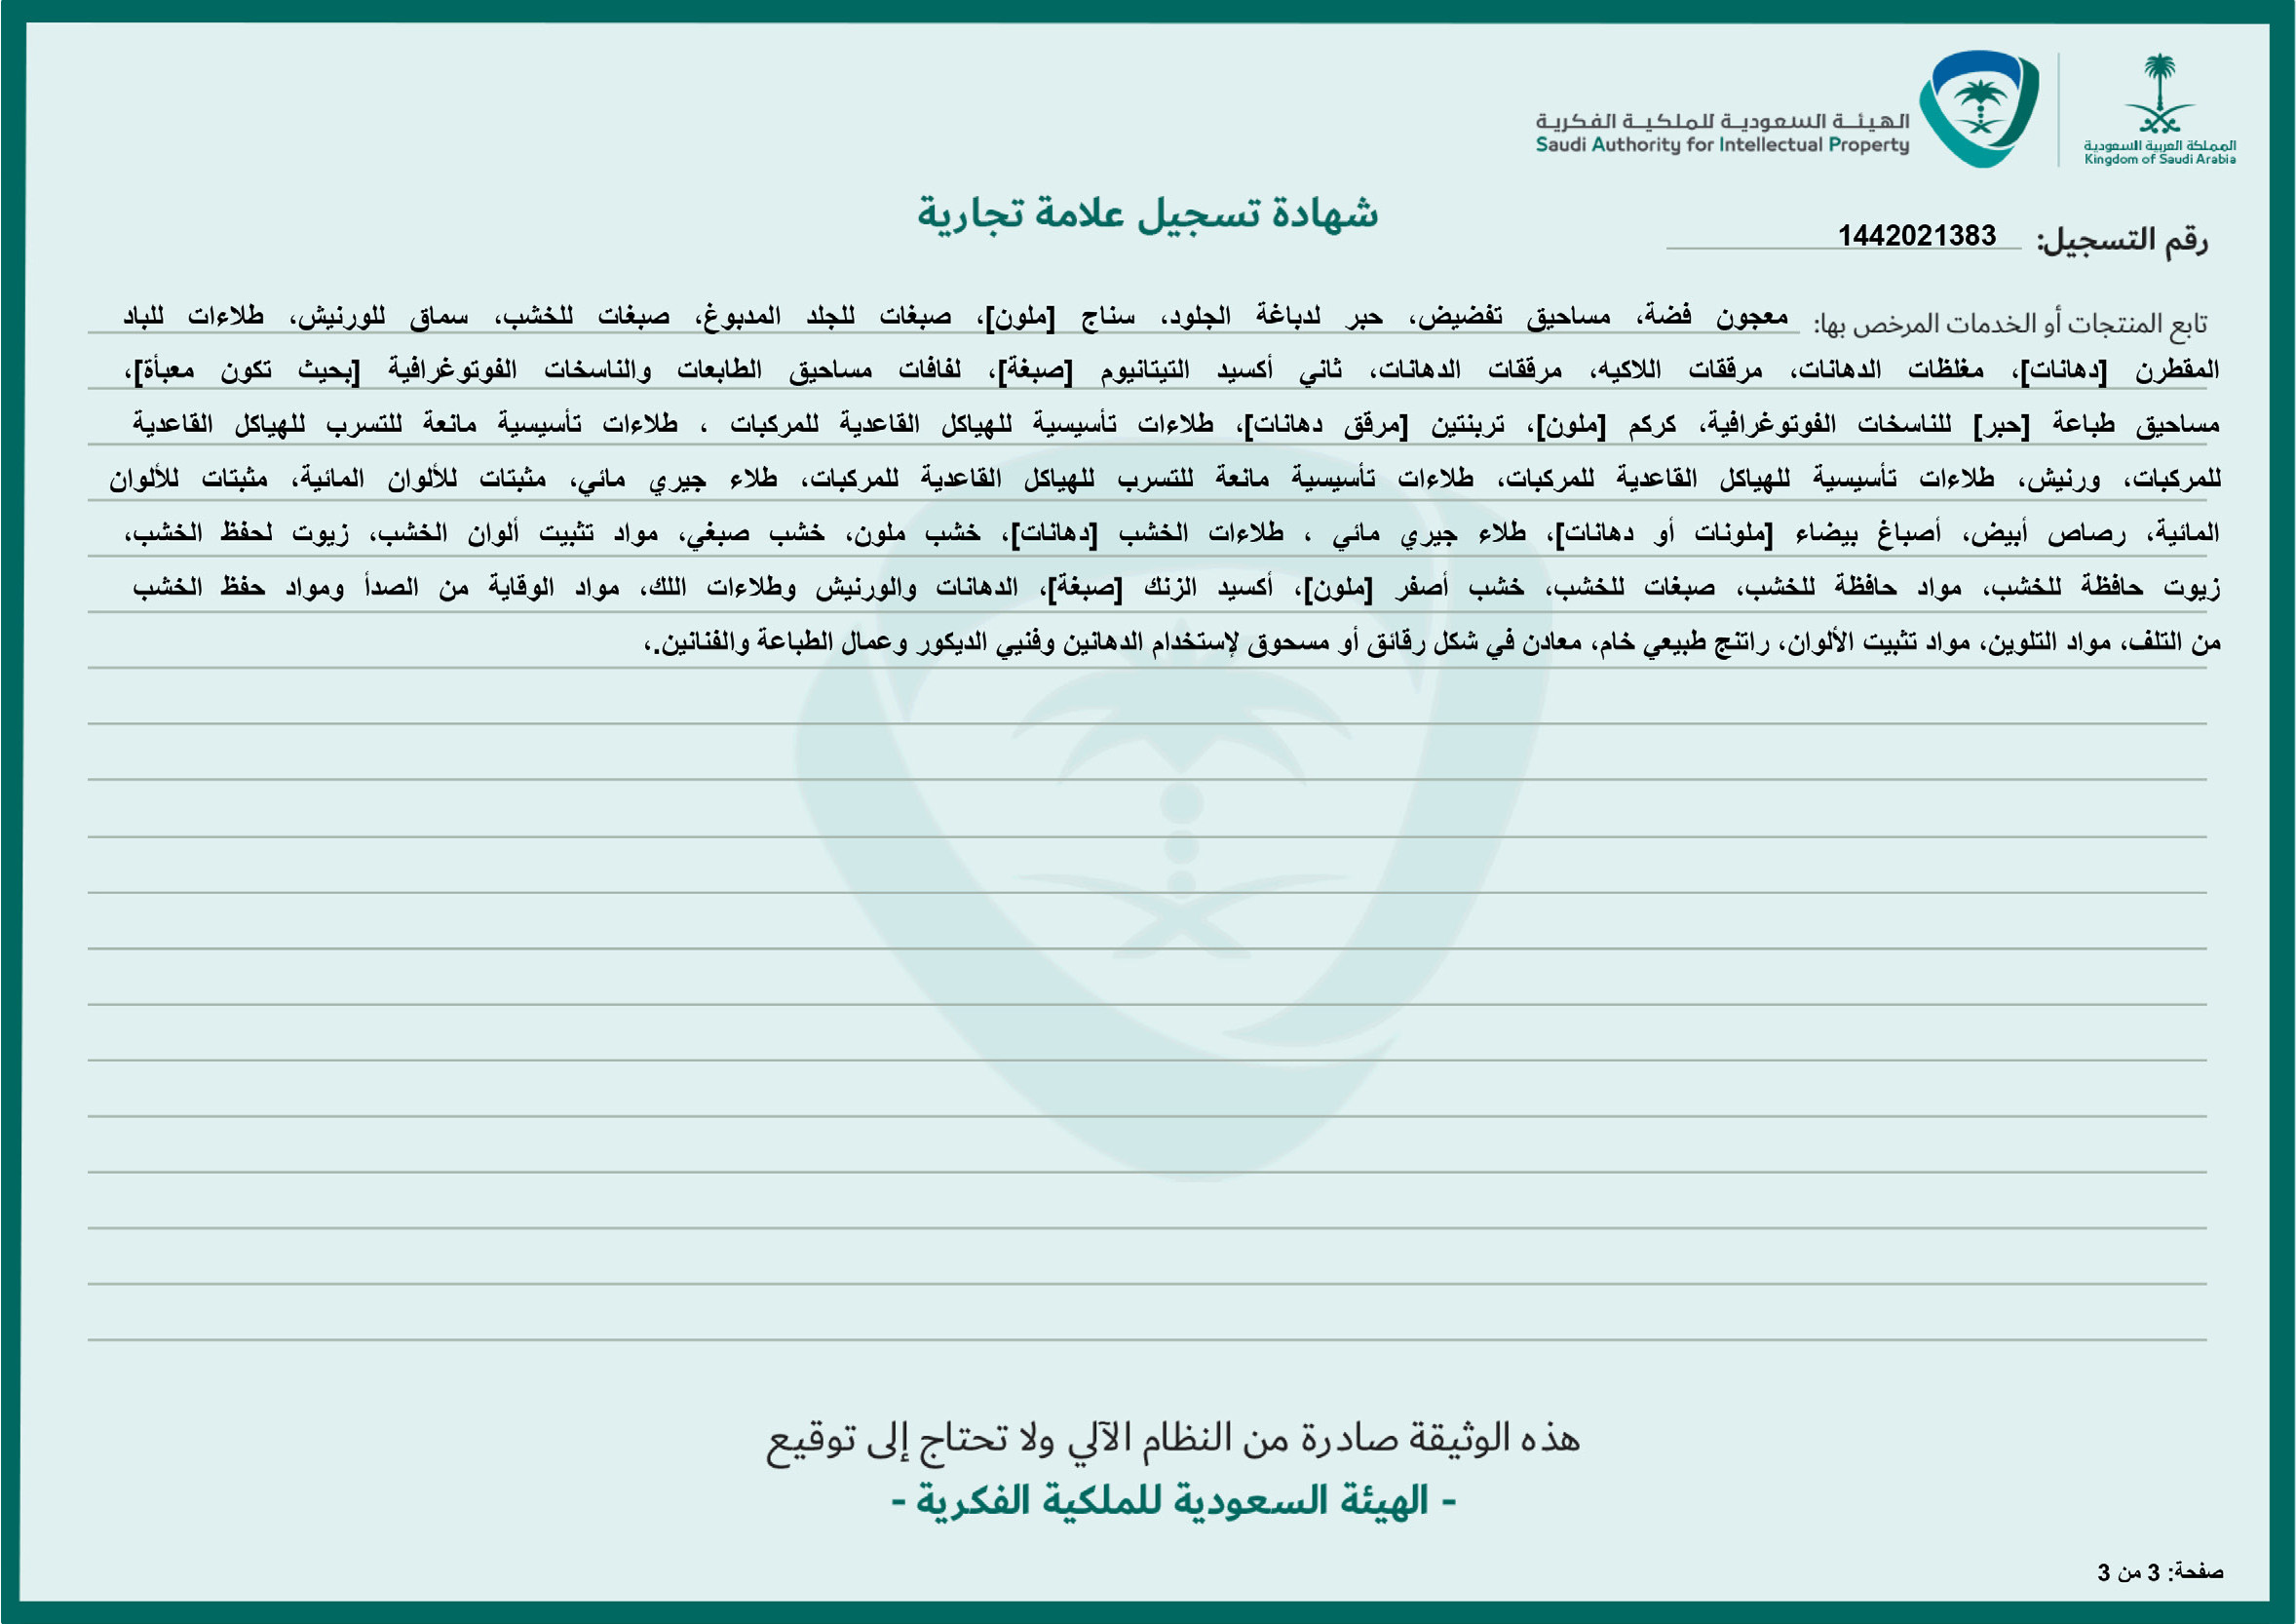 المملكة العربية السعودية
Kingdom of Saudi Arabia
الهيئة السعودية للملكية الفكرية
Saudi Authority for Intellectual Property
شهادة تسجيل علامة تجارية
رقم التسجيل: 1442021383
تابع المنتجات أو الخدمات المرخص بها: معجون فضة، مساحيق تفضيض، حبر لدباغة الجلود، سناج [ملون]، صبغات للجلد المدبوغ، صبغات للخشب، سماق للورنيش، طلاءات للباد
المقطرن [دهانات]، مغلظات الدهانات، مرققات اللاكيه، مرققات الدهانات، ثاني أكسيد التيتانيوم [صبغة]، لفافات مساحيق الطابعات والناسخات الفوتوغرافية [بحيث تكون معبأة]،
مساحيق طباعة [حبر] للناسخات الفوتوغرافية، كركم [ملون]، تربنتين [مرقق دهانات]، طلاءات تأسيسية للهياكل القاعدية للمركبات ، طلاءات تأسيسية مانعة للتسرب للهياكل القاعدية
للمركبات، ورنيش، طلاءات تأسيسية للهياكل القاعدية للمركبات، طلاءات تأسيسية مانعة للتسرب للهياكل القاعدية للمركبات، طلاء جيري مائي، مثبتات للألوان المائية، مثبتات للألوان
المائية، رصاص أبيض، أصباغ بيضاء [ملونات أو دهانات]، طلاء جيري مائي ، طلاءات الخشب [دهانات]، خشب ملون، خشب صبغي، مواد تثبيت ألوان الخشب، زيوت لحفظ الخشب،
زيوت حافظة للخشب، مواد حافظة للخشب، صبغات للخشب، خشب أصفر [ملون]، أكسيد الزنك [صبغة]، الدهانات والورنيش وطلاءات اللك، مواد الوقاية من الصدأ ومواد حفظ الخشب
من التلف، مواد التلوين، مواد تثبيت الألوان، راتنج طبيعي خام، معادن في شكل رقائق أو مسحوق لإستخدام الدهانين وفنيي الديكور وعمال الطباعة والفنانين.،
هذه الوثيقة صادرة من النظام الآلي ولا تحتاج إلى توقيع
- الهيئة السعودية للملكية الفكرية -
صفحة: 3 من 3